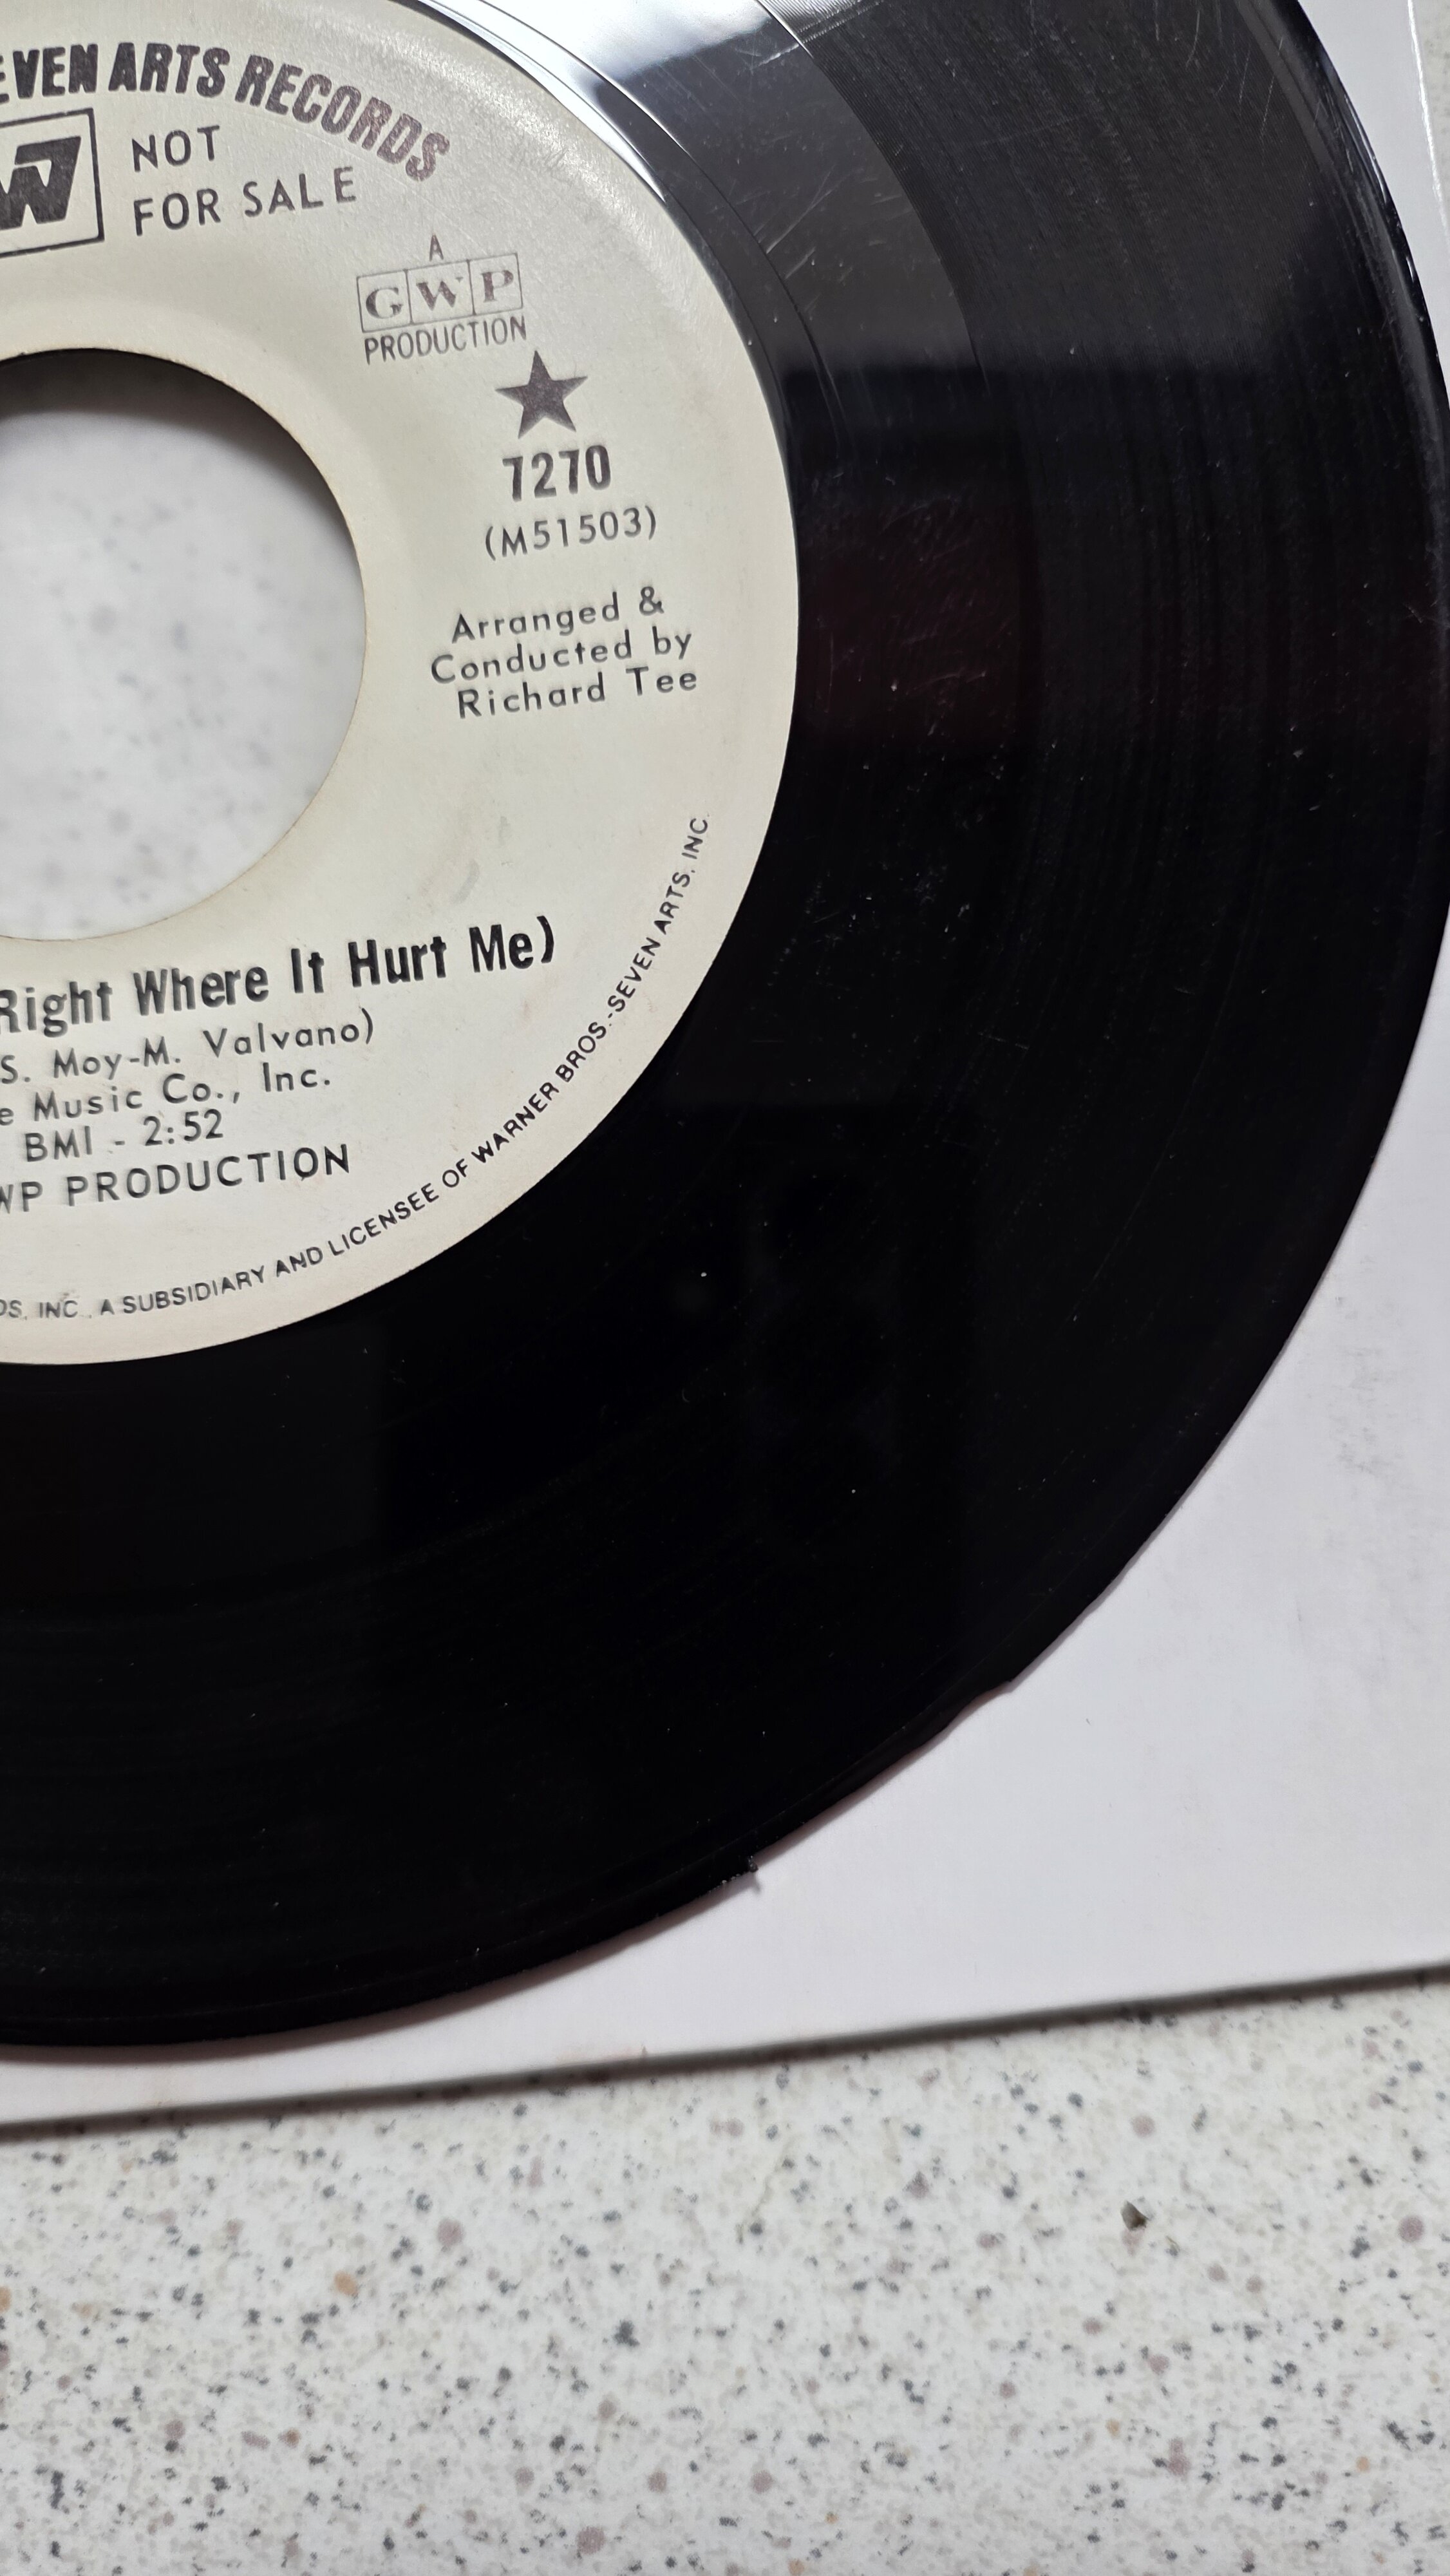 EVEN ARTS RECORDS
W
NOT
FOR SALE
A
GWP
PRODUCTION
7270
(M51503)
Arranged &
Conducted by
Richard Tee
Right Where It Hurt Me)
S. Moy-M. Valvano)
e Music Co., Inc.
BMI - 2:52
WP PRODUCTION
DS, INC. A SUBSIDIARY AND LICENSEE OF WARNER BROS.-SEVEN ARTS, INC.